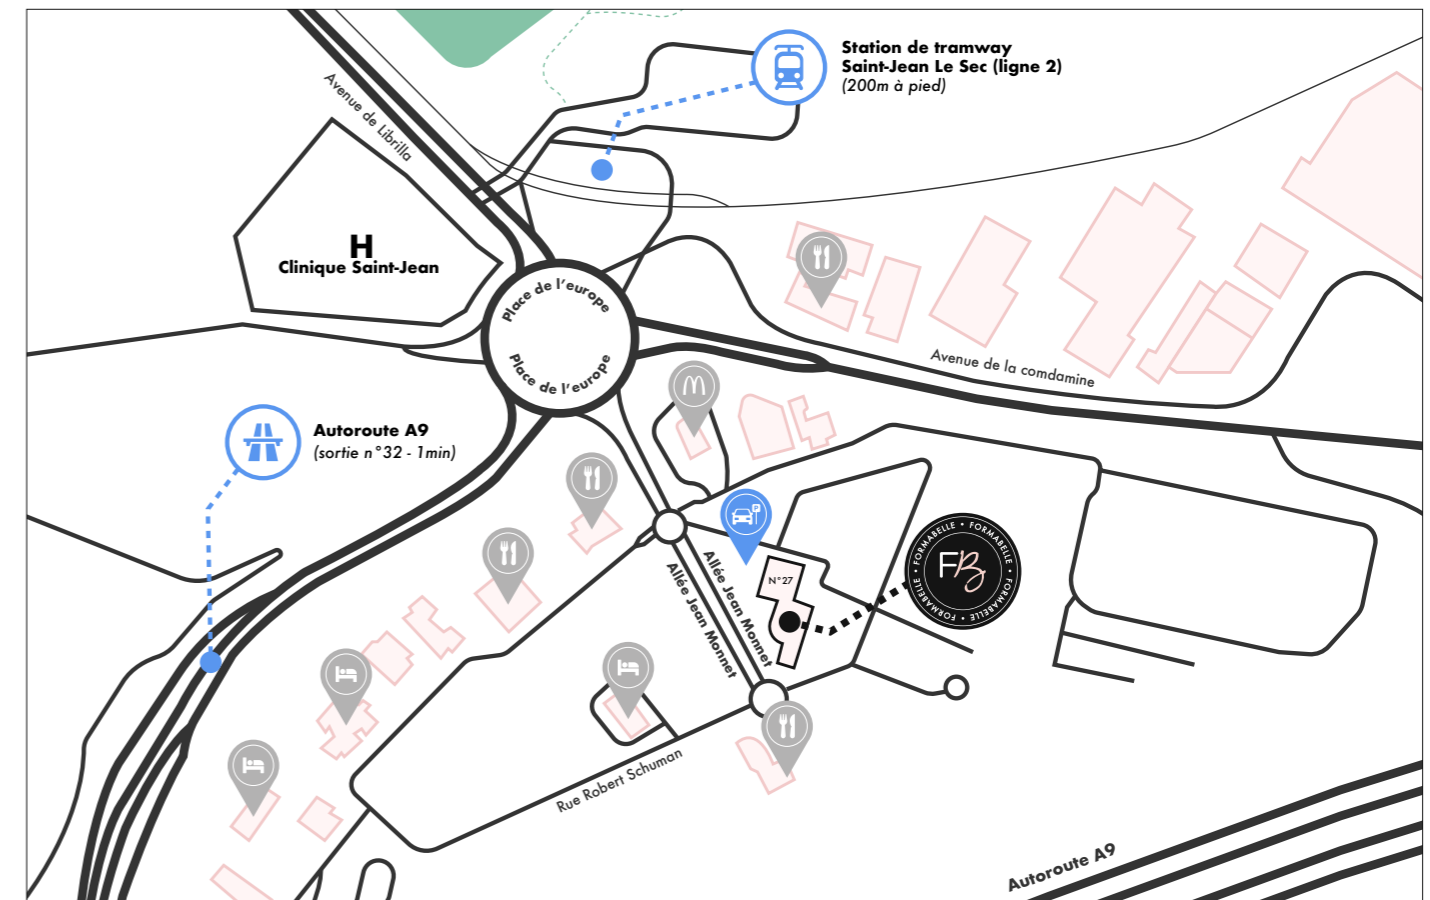 Station de tramway
Saint-Jean Le Sec (ligne 2)
(200m à pied)
Avenue de Librilla
H
Clinique Saint-Jean
Place de l'europe
Place de l'europe
Avenue de la comdamine
Autoroute A9
(sortie n°32 - 1min)
P
Allée Jean Monnet
Allée Jean Monnet
N°27
FORMABELLE • FORMABELLE • FORMABELLE • FORMABELLE • FORMABELLE •
FB
Rue Robert Schuman
Autoroute A9